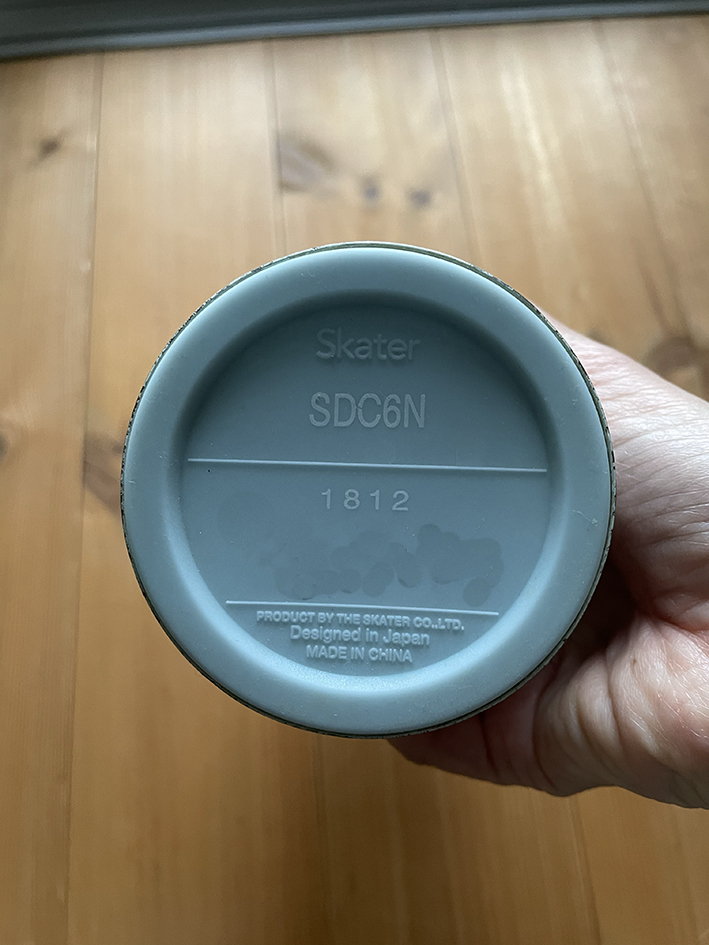 Skater
SDC6N
1812
PRODUCT BY THE SKATER CO.,LTD.
Designed in Japan
MADE IN CHINA